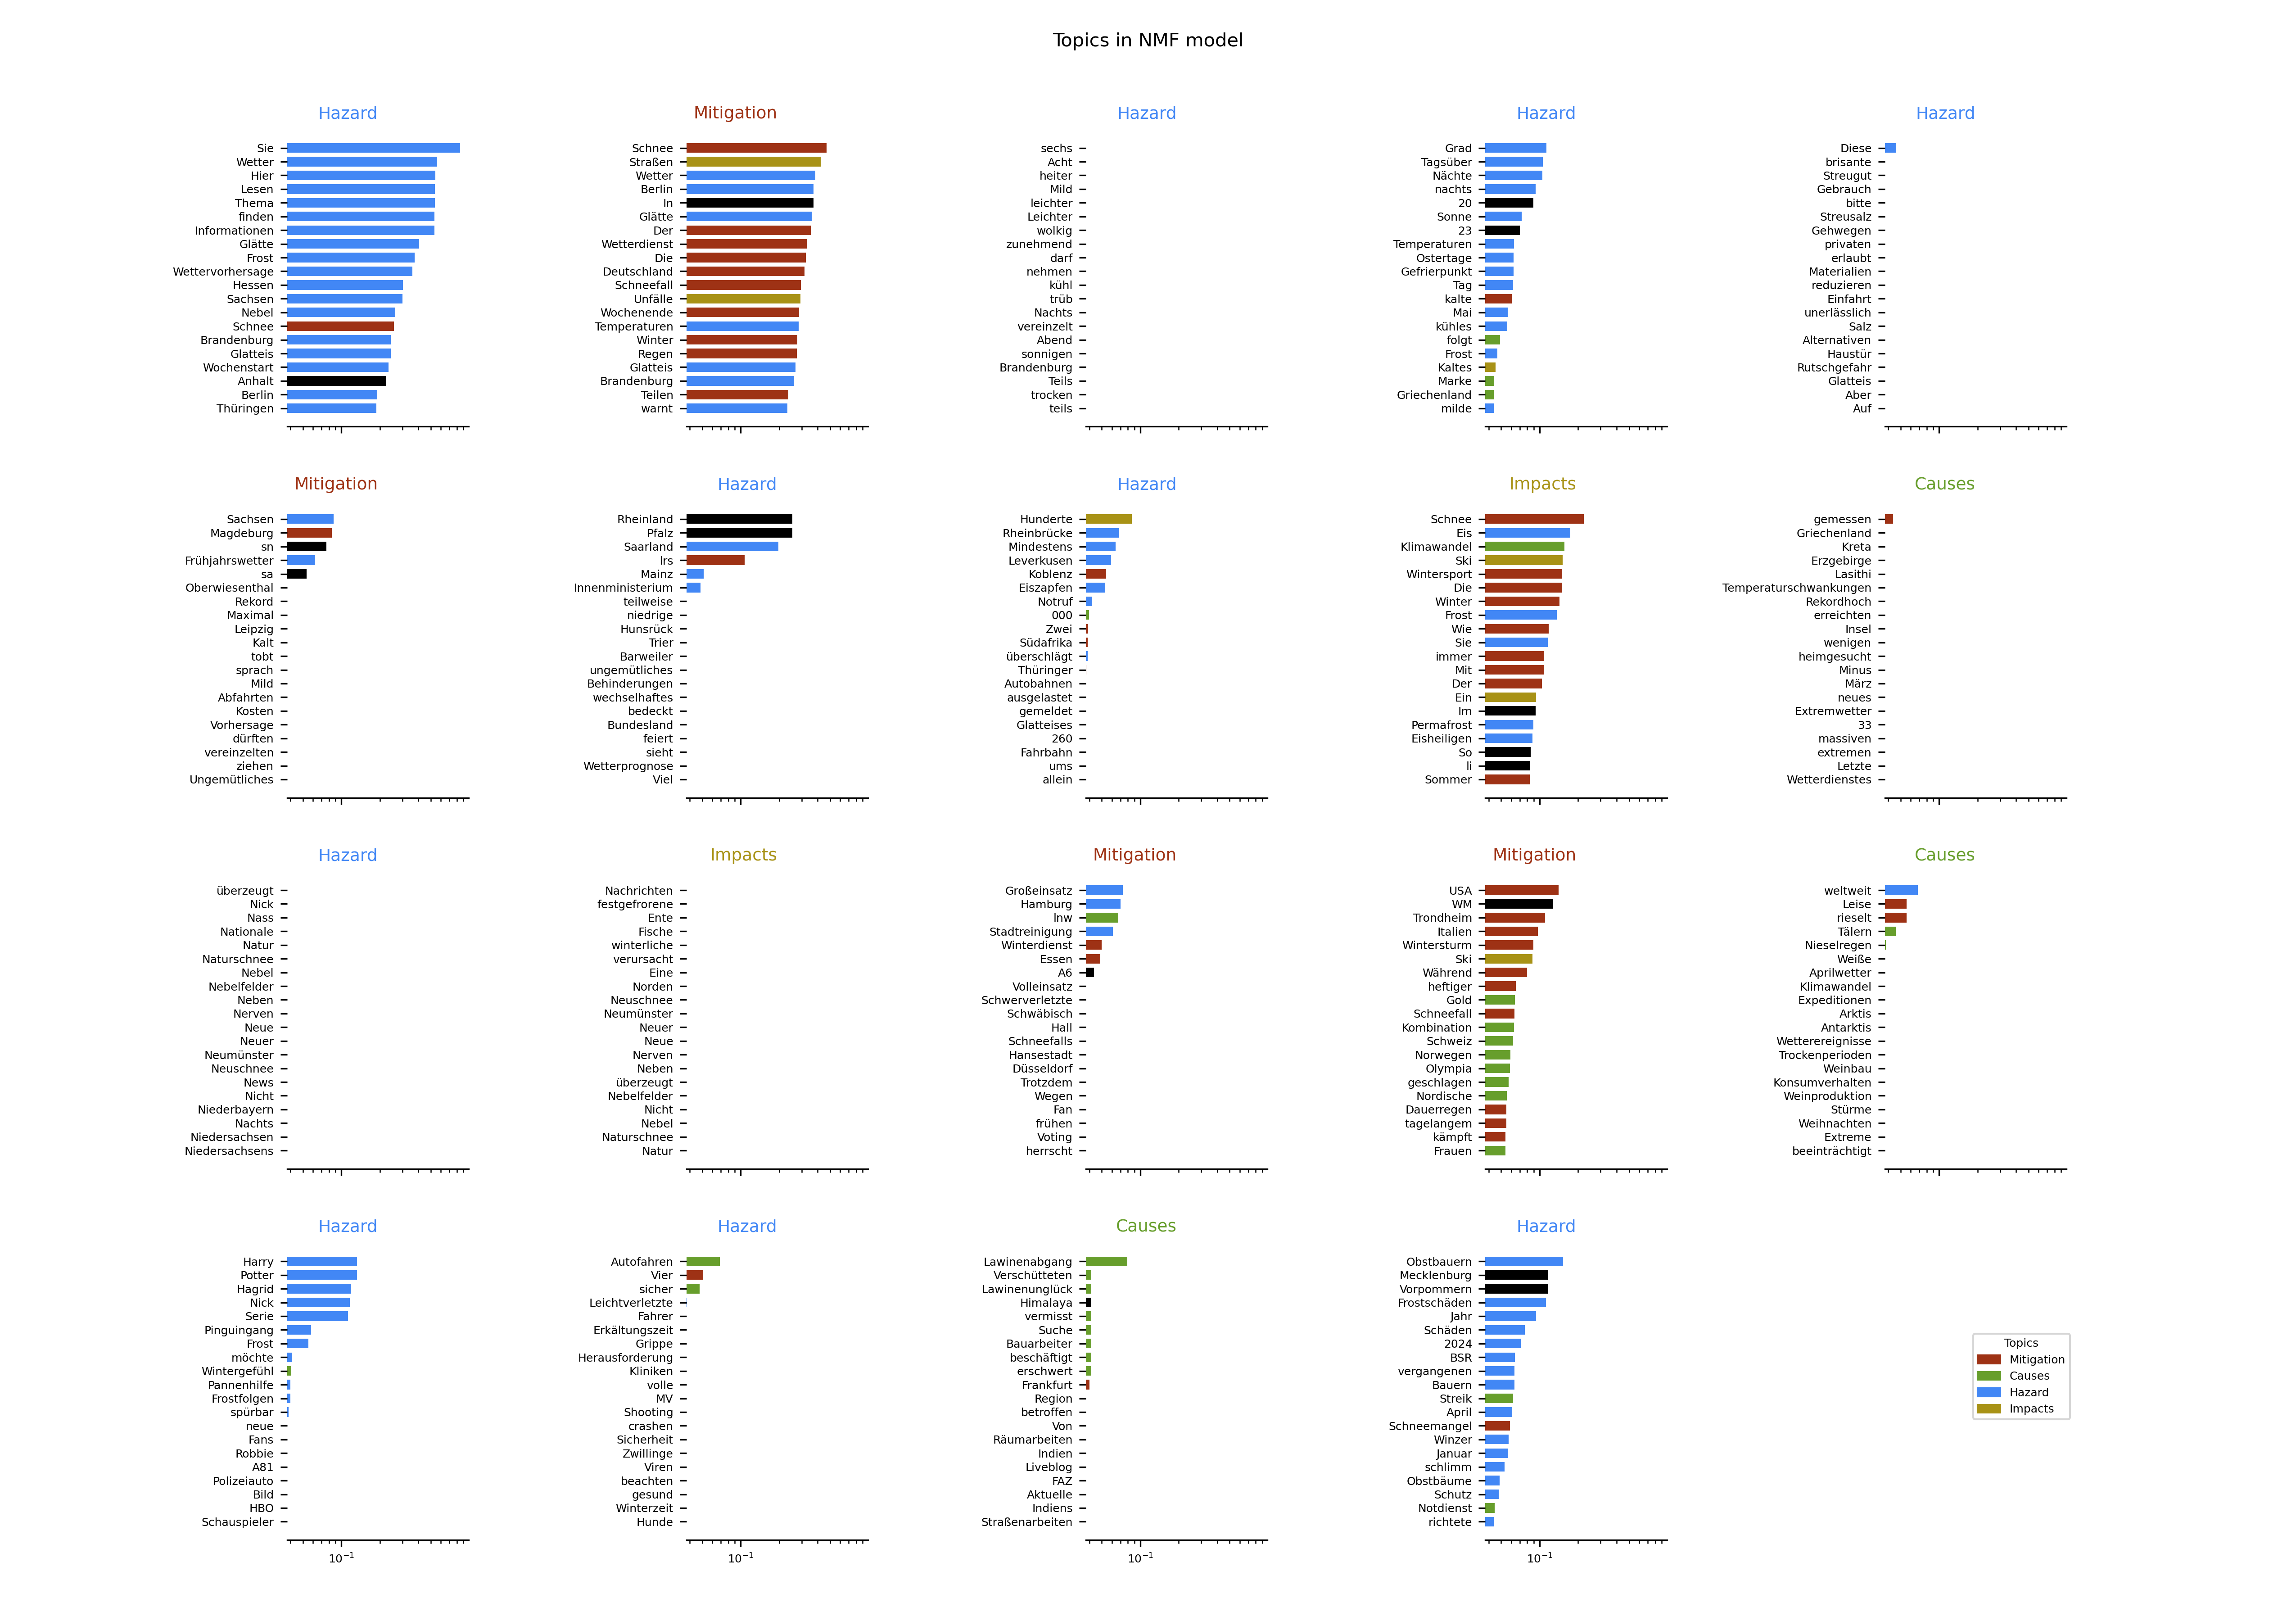 Topics in NMF model
Hazard
Sie
Wetter
Hier
Lesen
Thema
finden
Informationen
Glätte
Frost
Wettervorhersage
Hessen
Sachsen
Nebel
Schnee
Brandenburg
Glatteis
Wochenstart
Anhalt
Berlin
Thüringen
Mitigation
Schnee
Straßen
Wetter
Berlin
In
Glätte
Der
Wetterdienst
Die
Deutschland
Schneefall
Unfälle
Wochenende
Temperaturen
Winter
Regen
Glatteis
Brandenburg
Teilen
warnt
Hazard
sechs
Acht
heiter
Mild
leichter
Leichter
wolkig
zunehmend
darf
nehmen
kühl
trüb
Nachts
vereinzelt
Abend
sonnigen
Brandenburg
Teils
trocken
teils
Hazard
Grad
Tagsüber
Nächte
nachts
20
Sonne
23
Temperaturen
Ostertage
Gefrierpunkt
Tag
kalte
Mai
kühles
folgt
Frost
Kaltes
Marke
Griechenland
milde
Hazard
Diese
brisante
Streugut
Gebrauch
bitte
Streusalz
Gehwegen
privaten
erlaubt
Materialien
reduzieren
Einfahrt
unerlässlich
Salz
Alternativen
Haustür
Rutschgefahr
Glatteis
Aber
Auf
Mitigation
Sachsen
Magdeburg
sn
Frühjahrswetter
sa
Oberwiesenthal
Rekord
Maximal
Leipzig
Kalt
tobt
sprach
Mild
Abfahrten
Kosten
Vorhersage
dürften
vereinzelten
ziehen
Ungemütliches
Hazard
Rheinland
Pfalz
Saarland
lrs
Mainz
Innenministerium
teilweise
niedrige
Hunsrück
Trier
Barweiler
ungemütliches
Behinderungen
wechselhaftes
bedeckt
Bundesland
feiert
sieht
Wetterprognose
Viel
Hazard
Hunderte
Rheinbrücke
Mindestens
Leverkusen
Koblenz
Eiszapfen
Notruf
000
Zwei
Südafrika
überschlägt
Thüringer
Autobahnen
ausgelastet
gemeldet
Glatteises
260
Fahrbahn
ums
allein
Impacts
Schnee
Eis
Klimawandel
Ski
Wintersport
Die
Winter
Frost
Wie
Sie
immer
Mit
Der
Ein
Im
Permafrost
Eisheiligen
So
li
Sommer
Causes
gemessen
Griechenland
Kreta
Erzgebirge
Lasithi
Temperaturschwankungen
Rekordhoch
erreichten
Insel
wenigen
heimgesucht
Minus
März
neues
Extremwetter
33
massiven
extremen
Letzte
Wetterdienstes
Hazard
überzeugt
Nick
Nass
Nationale
Natur
Naturschnee
Nebel
Nebelfelder
Neben
Nerven
Neue
Neuer
Neumünster
Neuschnee
News
Nicht
Niederbayern
Nachts
Niedersachsen
Niedersachsens
Impacts
Nachrichten
festgefrorene
Ente
Fische
winterliche
verursacht
Eine
Norden
Neuschnee
Neumünster
Neuer
Neue
Nerven
Neben
überzeugt
Nebelfelder
Nicht
Nebel
Naturschnee
Natur
Mitigation
Großeinsatz
Hamburg
lnw
Stadtreinigung
Winterdienst
Essen
A6
Volleinsatz
Schwerverletzte
Schwäbisch
Hall
Schneefalls
Hansestadt
Düsseldorf
Trotzdem
Wegen
Fan
frühen
Voting
herrscht
Mitigation
USA
WM
Trondheim
Italien
Wintersturm
Ski
Während
heftiger
Gold
Schneefall
Kombination
Schweiz
Norwegen
Olympia
geschlagen
Nordische
Dauerregen
tagelangem
kämpft
Frauen
Causes
weltweit
Leise
rieselt
Tälern
Nieselregen
Weiße
Aprilwetter
Klimawandel
Expeditionen
Arktis
Antarktis
Wetterereignisse
Trockenperioden
Weinbau
Konsumverhalten
Weinproduktion
Stürme
Weihnachten
Extreme
beeinträchtigt
Hazard
Harry
Potter
Hagrid
Nick
Serie
Pinguingang
Frost
möchte
Wintergefühl
Pannenhilfe
Frostfolgen
spürbar
neue
Fans
Robbie
A81
Polizeiauto
Bild
HBO
Schauspieler
10⁻¹
Hazard
Autofahren
Vier
sicher
Leichtverletzte
Fahrer
Erkältungszeit
Grippe
Herausforderung
Kliniken
volle
MV
Shooting
crashen
Sicherheit
Zwillinge
Viren
beachten
gesund
Winterzeit
Hunde
10⁻¹
Causes
Lawinenabgang
Verschütteten
Lawinenunglück
Himalaya
vermisst
Suche
Bauarbeiter
beschäftigt
erschwert
Frankfurt
Region
betroffen
Von
Räumarbeiten
Indien
Liveblog
FAZ
Aktuelle
Indiens
Straßenarbeiten
10⁻¹
Hazard
Obstbauern
Mecklenburg
Vorpommern
Frostschäden
Jahr
Schäden
2024
BSR
vergangenen
Bauern
Streik
April
Schneemangel
Winzer
Januar
schlimm
Obstbäume
Schutz
Notdienst
richtete
10⁻¹
Topics
Mitigation
Causes
Hazard
Impacts